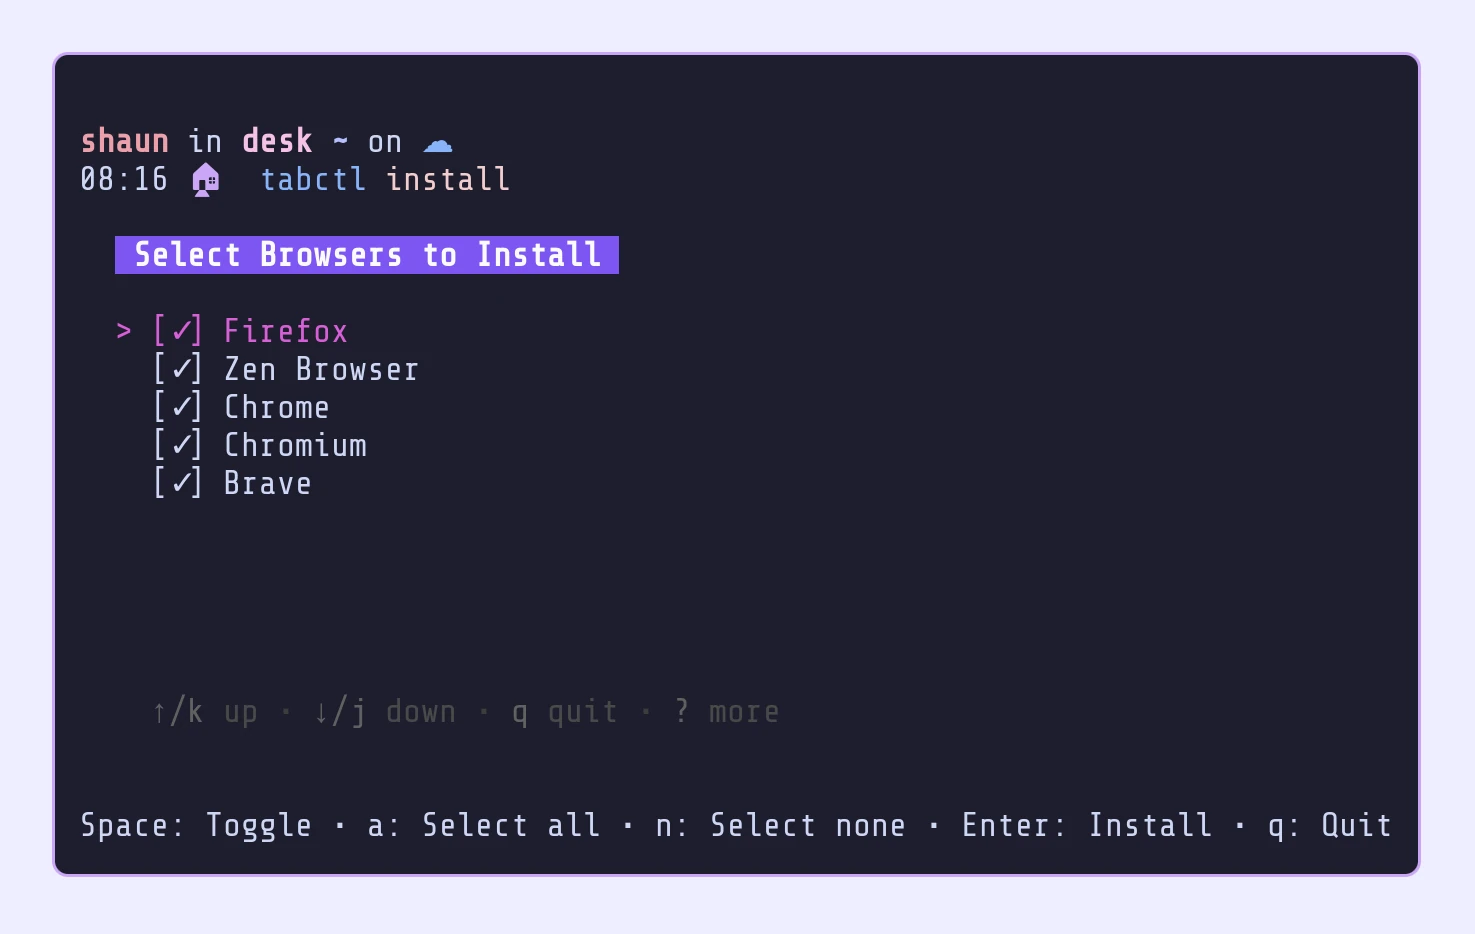 shaun in desk ~ on ☁
08:16 tabctl install
Select Browsers to Install
> [✓] Firefox
[✓] Zen Browser
[✓] Chrome
[✓] Chromium
[✓] Brave
↑/k up · ↓/j down · q quit · ? more
Space: Toggle · a: Select all · n: Select none · Enter: Install · q: Quit